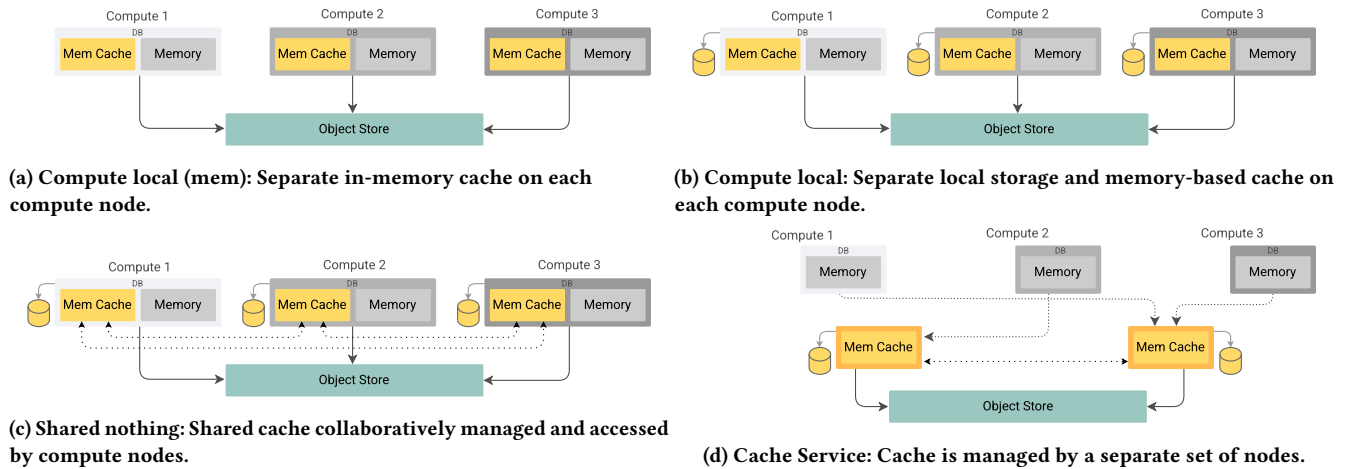 Compute 1
Compute 2
Compute 3
DB
DB
DB
Mem Cache
Memory
Mem Cache
Memory
Mem Cache
Memory
Object Store
(a) Compute local (mem): Separate in-memory cache on each
compute node.
Compute 1
Compute 2
Compute 3
DB
DB
DB
Mem Cache
Memory
Mem Cache
Memory
Mem Cache
Memory
Object Store
(b) Compute local: Separate local storage and memory-based cache on
each compute node.
Compute 1
Compute 2
Compute 3
DB
DB
DB
Mem Cache
Memory
Mem Cache
Memory
Mem Cache
Memory
Object Store
(c) Shared nothing: Shared cache collaboratively managed and accessed
by compute nodes.
Compute 1
Compute 2
Compute 3
DB
DB
DB
Memory
Memory
Memory
Mem Cache
Mem Cache
Object Store
(d) Cache Service: Cache is managed by a separate set of nodes.